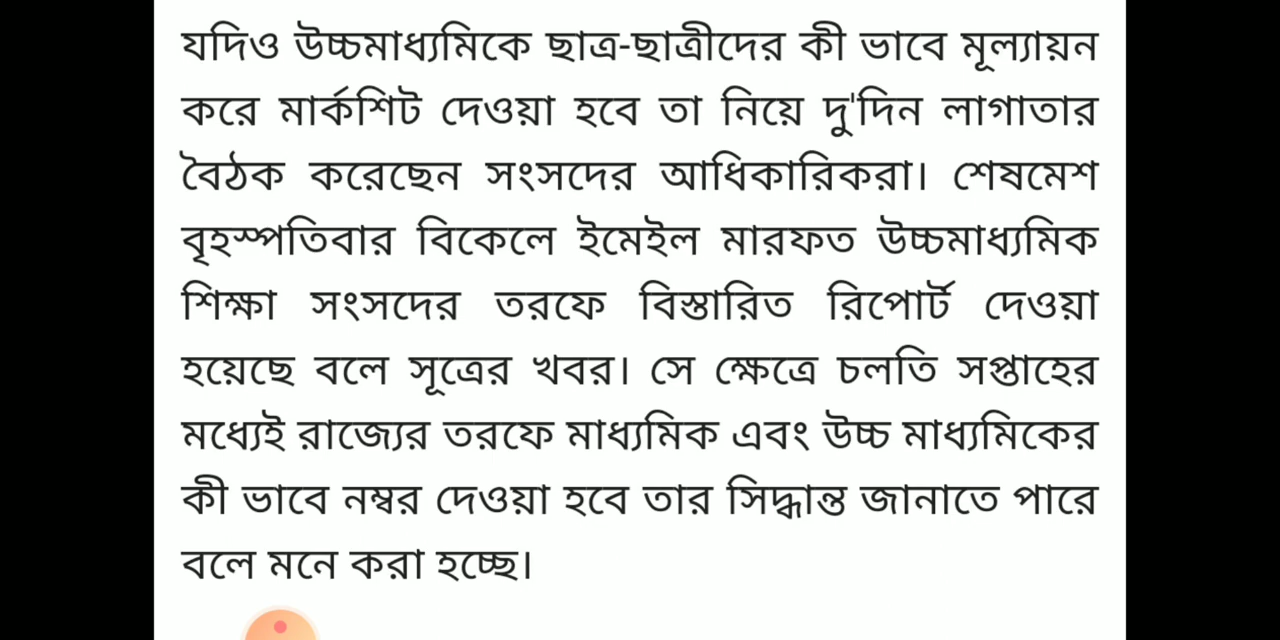 যদিও উচ্চমাধ্যমিকে ছাত্র-ছাত্রীদের কী ভাবে মূল্যায়ন
করে মার্কশিট দেওয়া হবে তা নিয়ে দু'দিন লাগাতার
বৈঠক করেছেন সংসদের আধিকারিকরা। শেষমেশ
বৃহস্পতিবার বিকেলে ইমেইল মারফত উচ্চমাধ্যমিক
শিক্ষা সংসদের তরফে বিস্তারিত রিপোর্ট দেওয়া
হয়েছে বলে সূত্রের খবর। সে ক্ষেত্রে চলতি সপ্তাহের
মধ্যেই রাজ্যের তরফে মাধ্যমিক এবং উচ্চ মাধ্যমিকের
কী ভাবে নম্বর দেওয়া হবে তার সিদ্ধান্ত জানাতে পারে
বলে মনে করা হচ্ছে।